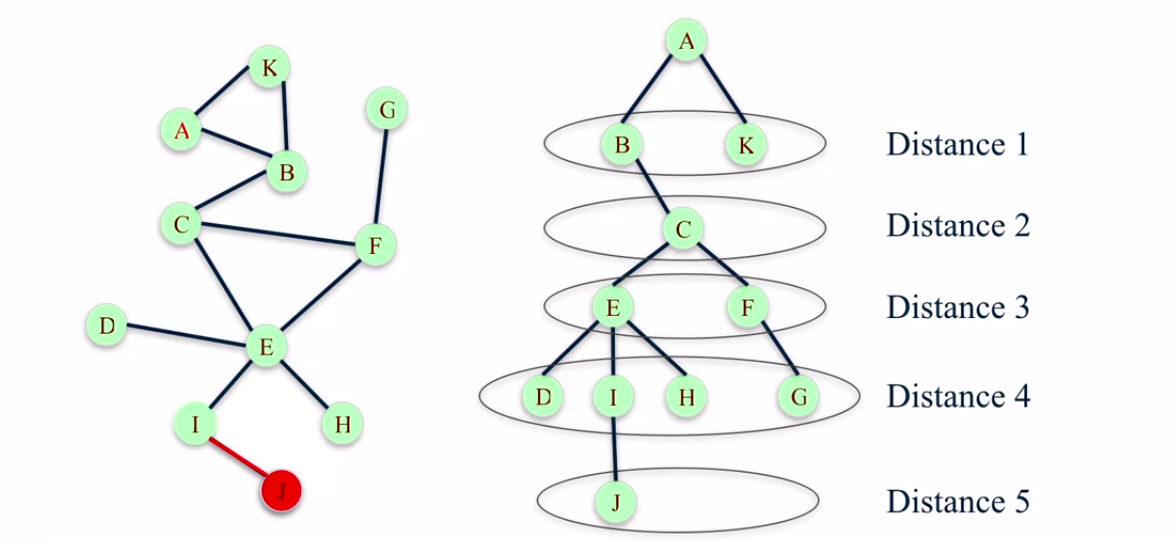 A
K
G
A
B
B
K
Distance 1
C
F
C
Distance 2
E
F
Distance 3
D
E
I
H
D
I
H
G
Distance 4
J
J
Distance 5